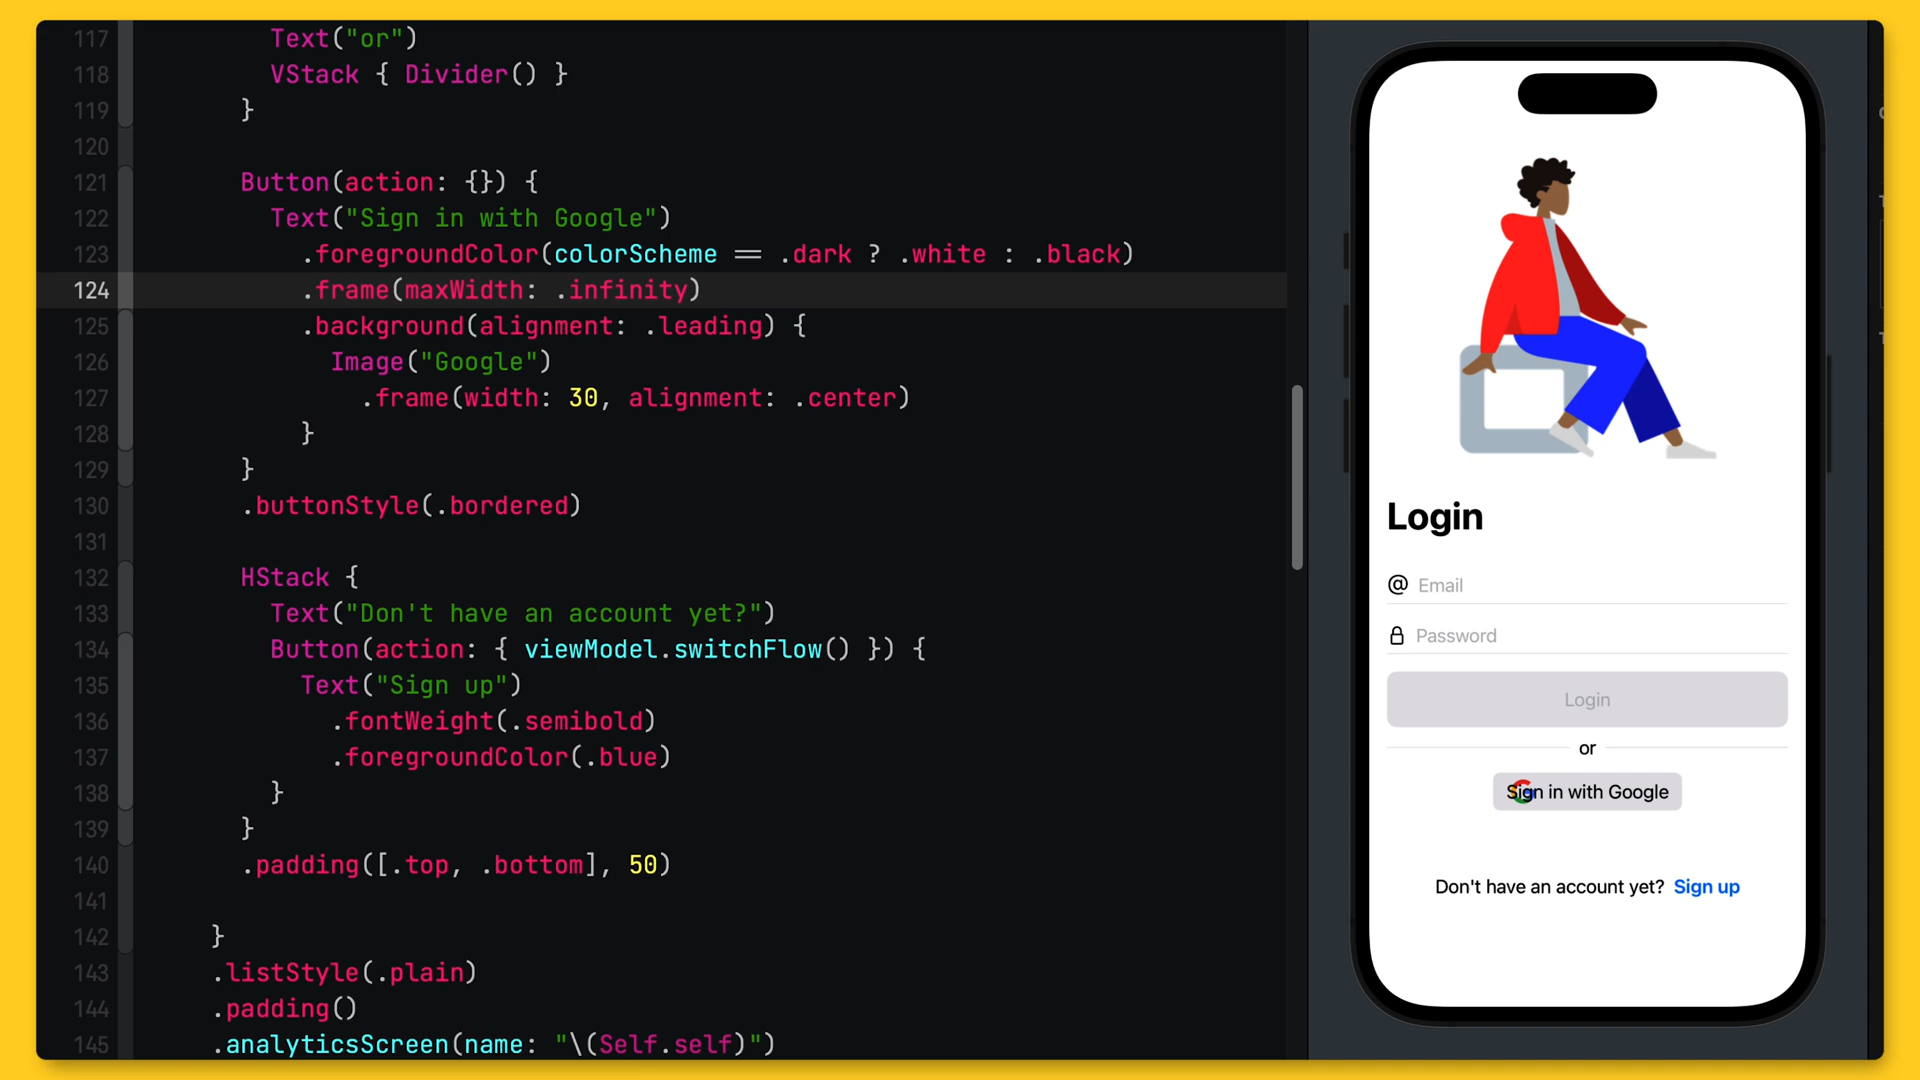 117 Text("or")
118 VStack { Divider() }
119 }
120
121 Button(action: {}) {
122 Text("Sign in with Google")
123 .foregroundColor(colorScheme == .dark ? .white : .black)
124 .frame(maxWidth: .infinity)
125 .background(alignment: .leading) {
126 Image("Google")
127 .frame(width: 30, alignment: .center)
128 }
129 }
130 .buttonStyle(.bordered)
131
132 HStack {
133 Text("Don't have an account yet?")
134 Button(action: { viewModel.switchFlow() }) {
135 Text("Sign up")
136 .fontWeight(.semibold)
137 .foregroundColor(.blue)
138 }
139 }
140 .padding([.top, .bottom], 50)
141
142 }
143 .listStyle(.plain)
144 .padding()
145 .analyticsScreen(name: "\(Self.self)")
Login
@ Email
Password
Login
or
Sign in with Google
Don't have an account yet? Sign up